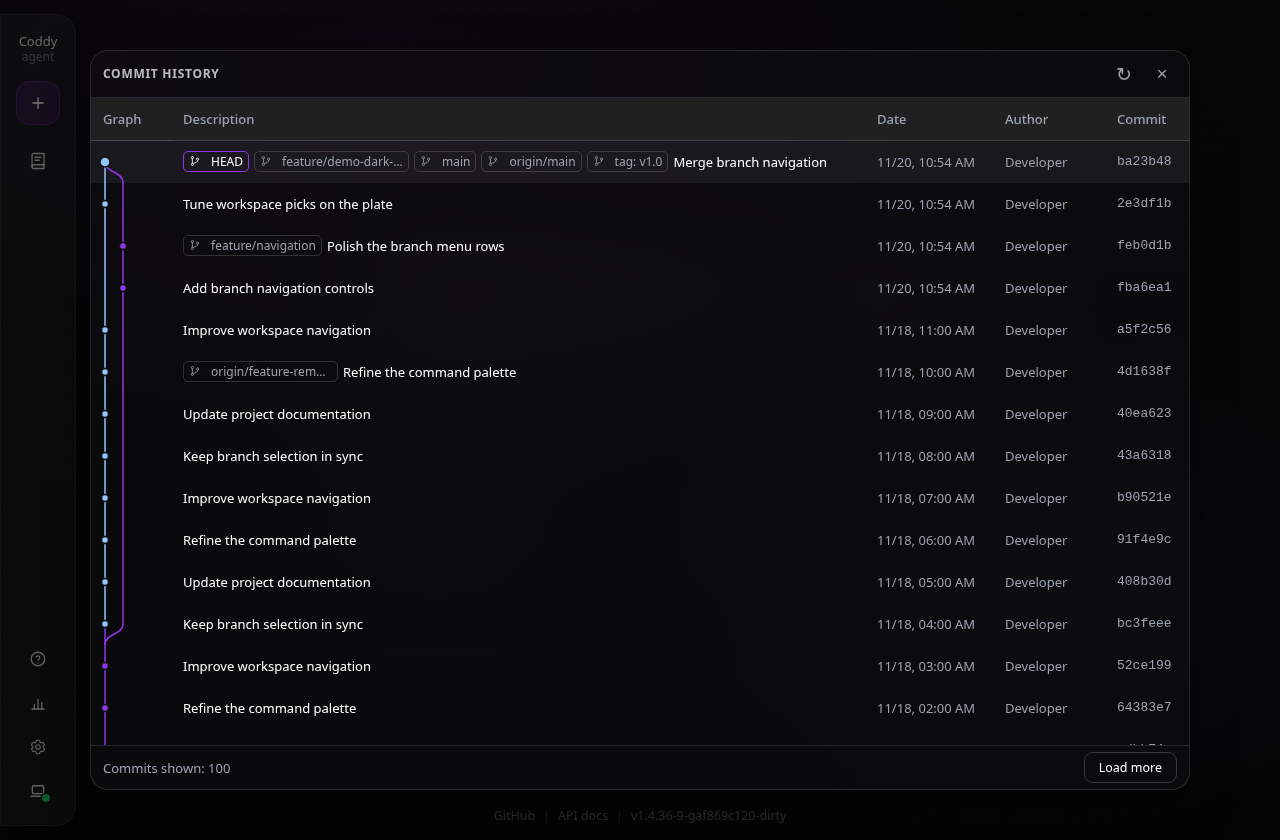 Coddy
agent
COMMIT HISTORY
Graph Description Date Author Commit
HEAD feature/demo-dark-... main origin/main tag: v1.0 Merge branch navigation 11/20, 10:54 AM Developer ba23b48
Tune workspace picks on the plate 11/20, 10:54 AM Developer 2e3df1b
feature/navigation Polish the branch menu rows 11/20, 10:54 AM Developer feb0d1b
Add branch navigation controls 11/20, 10:54 AM Developer fba6ea1
Improve workspace navigation 11/18, 11:00 AM Developer a5f2c56
origin/feature-rem... Refine the command palette 11/18, 10:00 AM Developer 4d1638f
Update project documentation 11/18, 09:00 AM Developer 40ea623
Keep branch selection in sync 11/18, 08:00 AM Developer 43a6318
Improve workspace navigation 11/18, 07:00 AM Developer b90521e
Refine the command palette 11/18, 06:00 AM Developer 91f4e9c
Update project documentation 11/18, 05:00 AM Developer 408b30d
Keep branch selection in sync 11/18, 04:00 AM Developer bc3feee
Improve workspace navigation 11/18, 03:00 AM Developer 52ce199
Refine the command palette 11/18, 02:00 AM Developer 64383e7
Commits shown: 100 Load more
GitHub API docs v1.4.36-9-gaf869c120-dirty